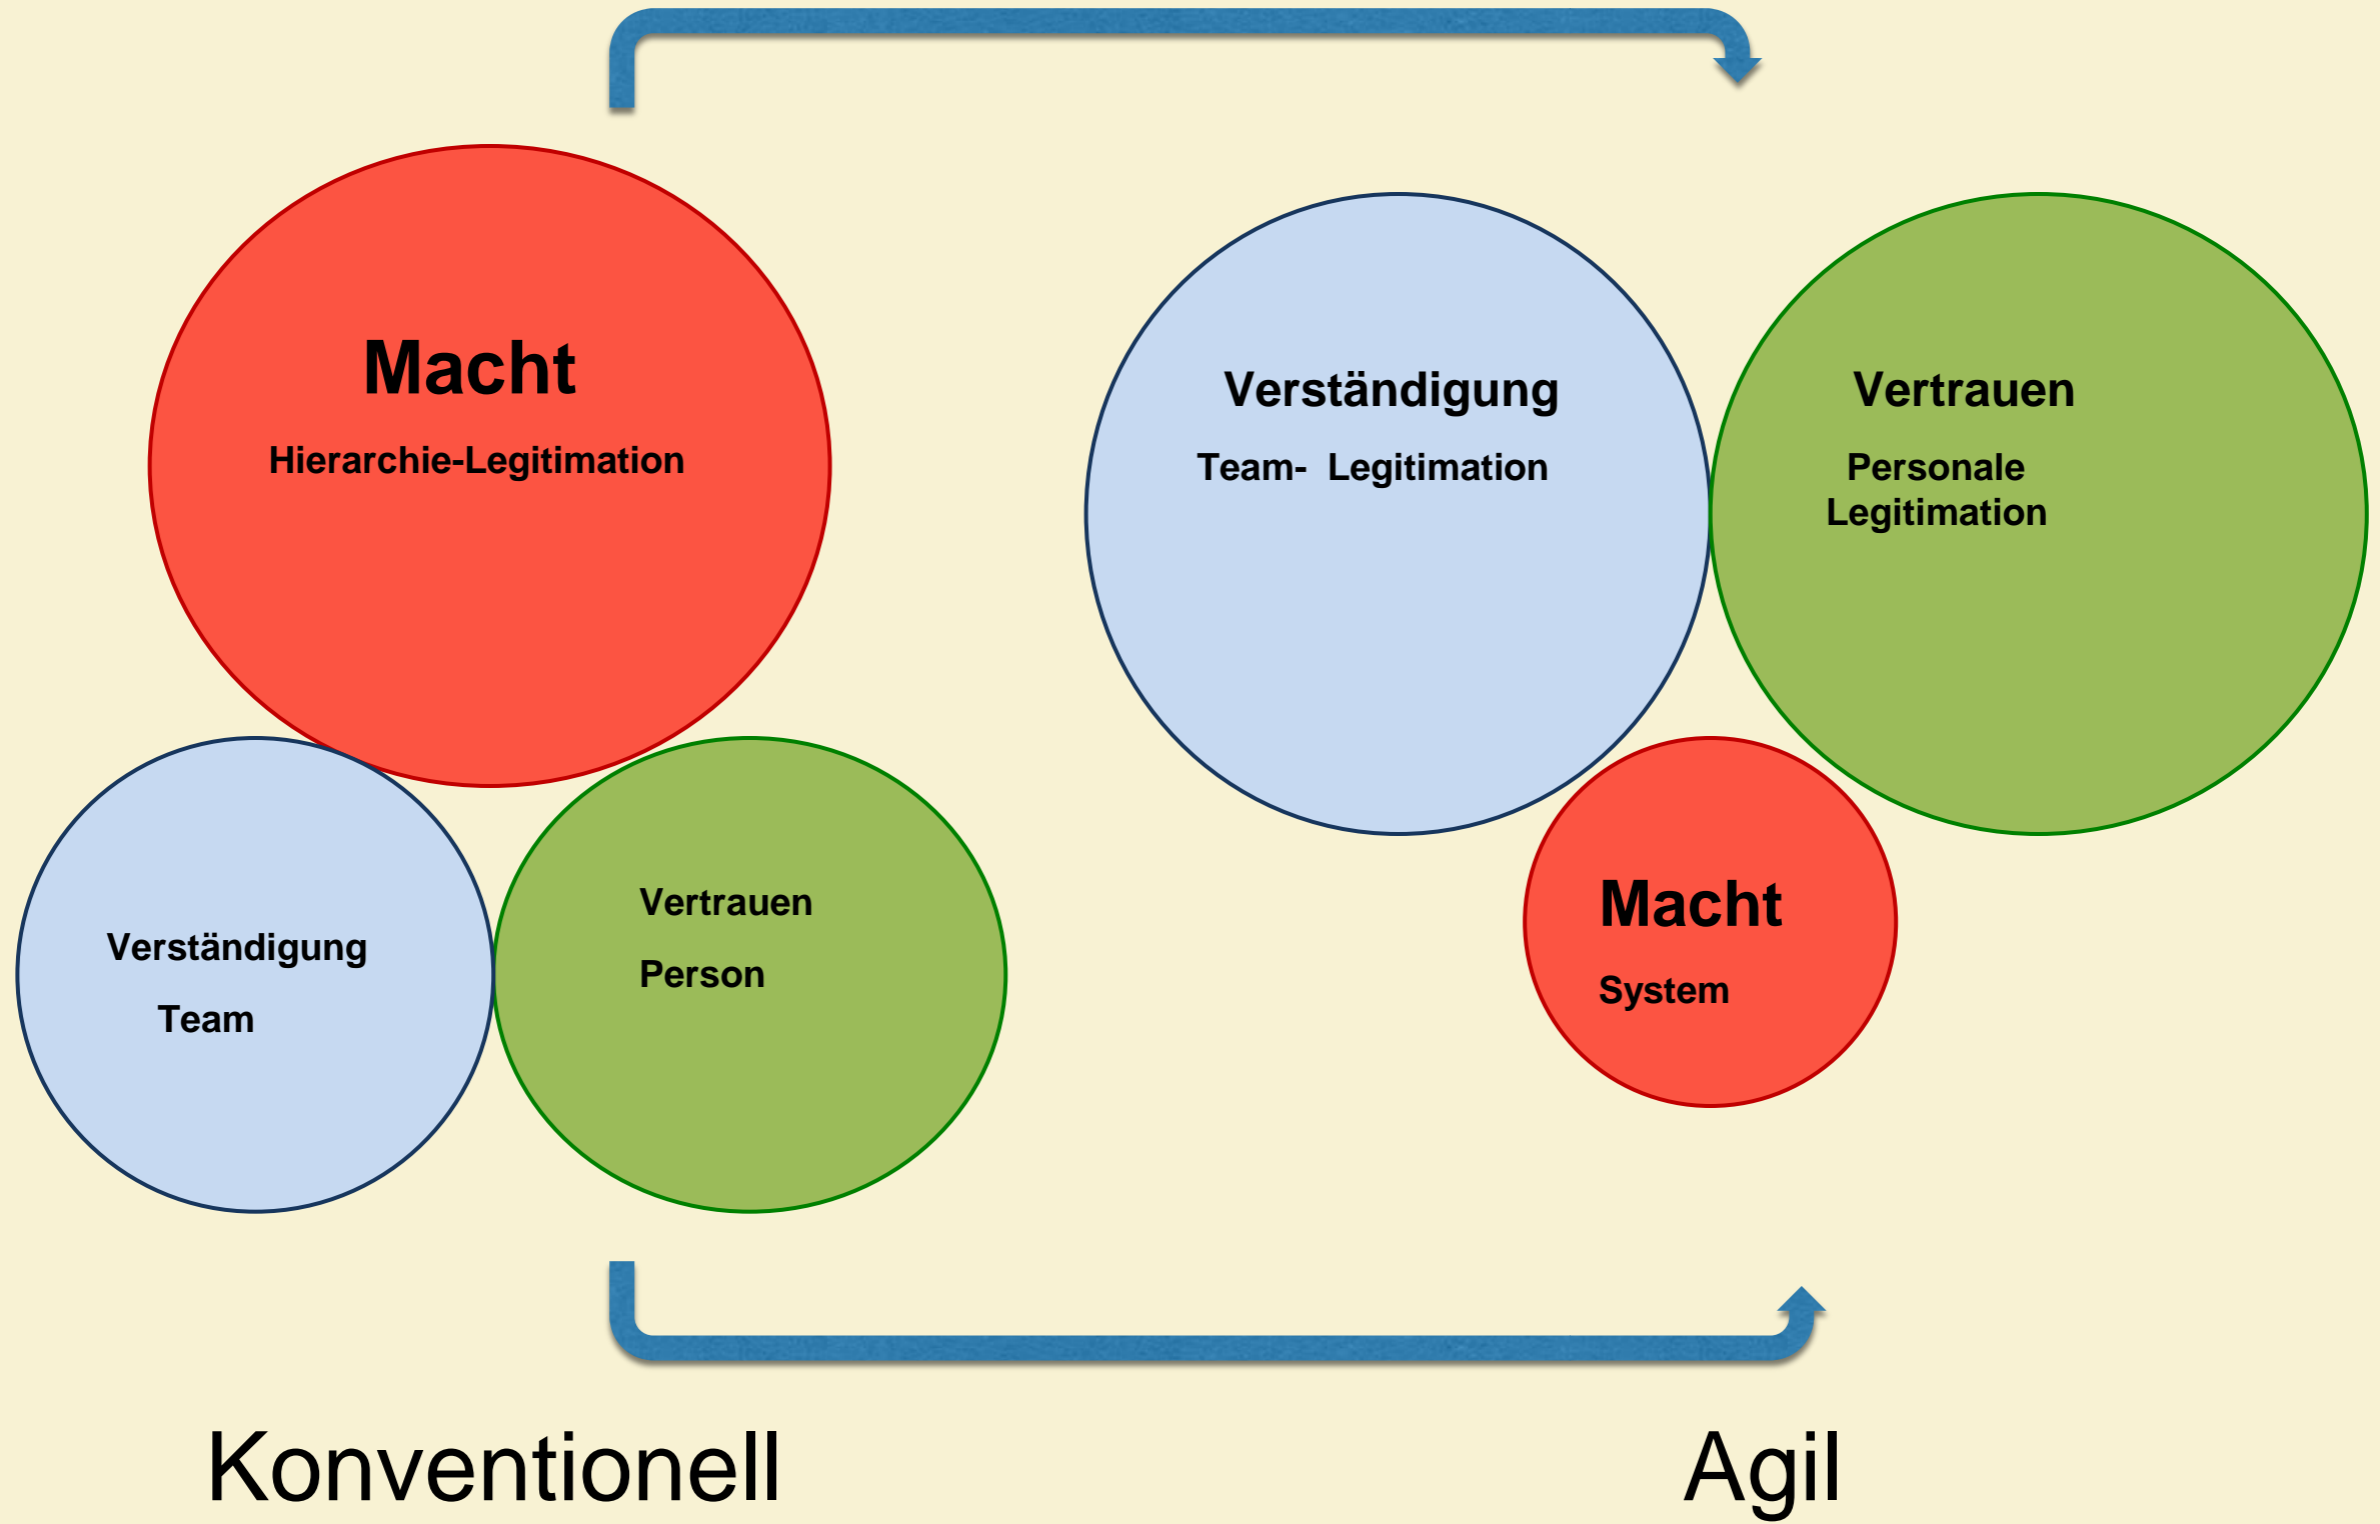 Macht
Hierarchie-Legitimation
Verständigung
Team
Vertrauen
Person
Verständigung
Team-  Legitimation
Vertrauen
Personale
Legitimation
Macht
System
Konventionell
Agil